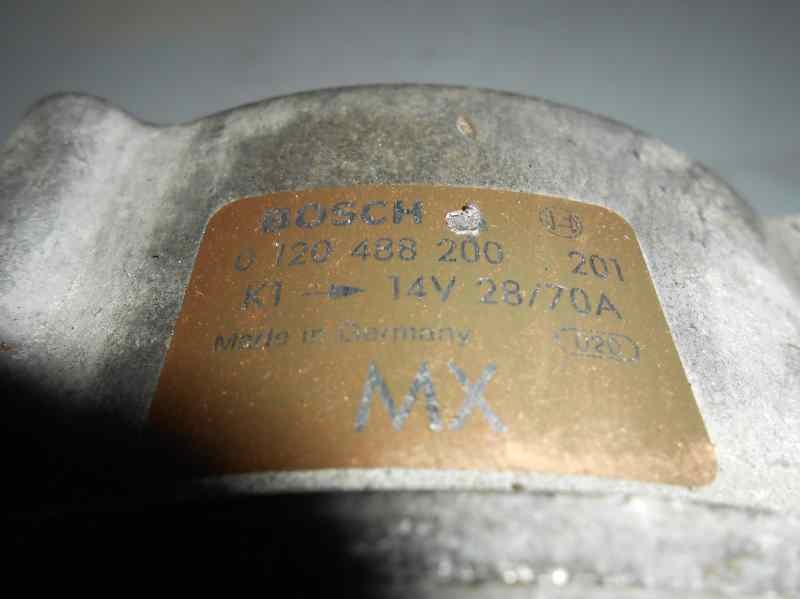 BOSCH
0 120 488 200 201
K1 → 14V 28/70A
Made in Germany
MX